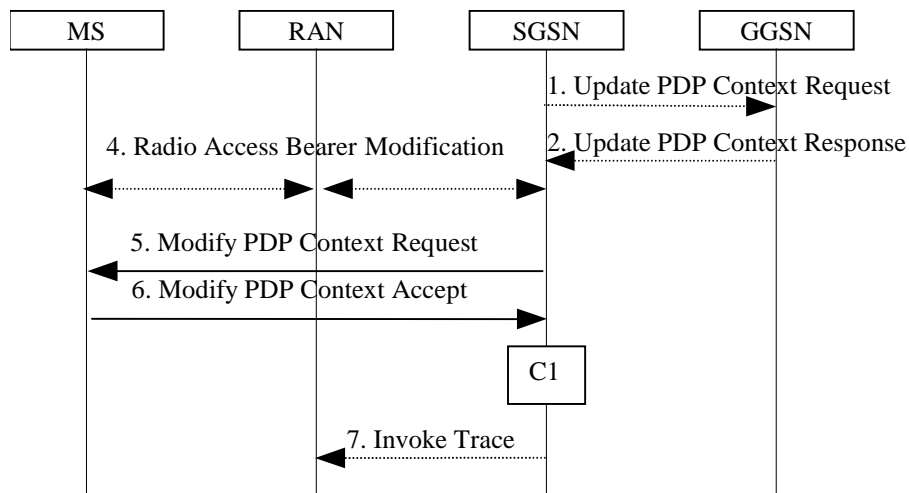 MS RAN SGSN GGSN
1. Update PDP Context Request
4. Radio Access Bearer Modification 2. Update PDP Context Response
5. Modify PDP Context Request
6. Modify PDP Context Accept
C1
7. Invoke Trace